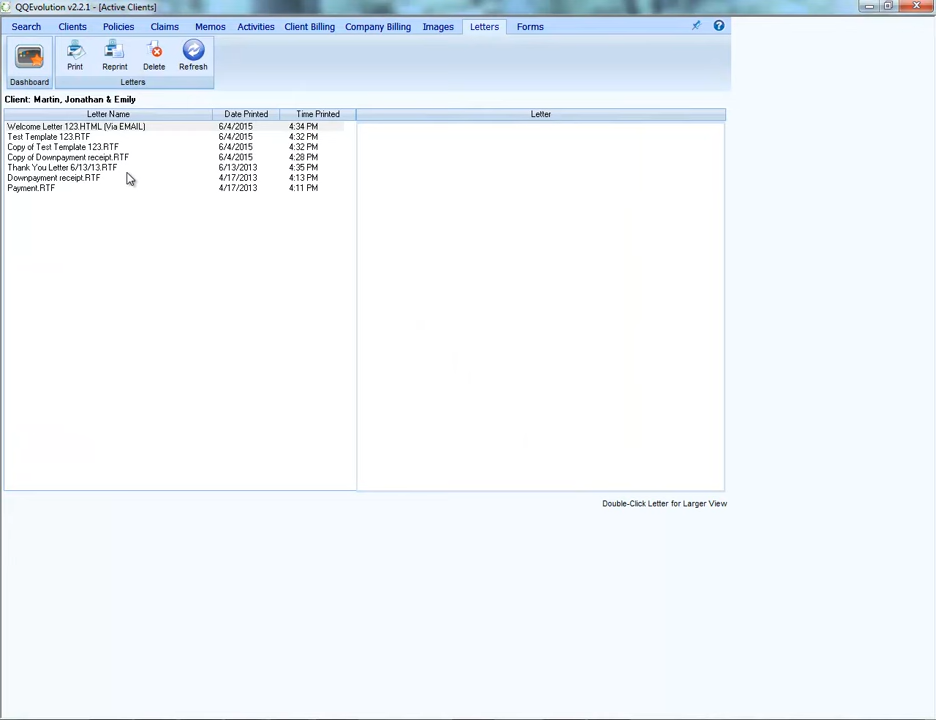 QQEvolution v2.2.1 - [Active Clients]
Search Clients Policies Claims Memos Activities Client Billing Company Billing Images Letters Forms
Dashboard Print Reprint Delete Refresh
Letters
Client: Martin, Jonathan & Emily
Letter Name Date Printed Time Printed Letter
Welcome Letter 123.HTML (Via EMAIL) 6/4/2015 4:34 PM
Test Template 123.RTF 6/4/2015 4:32 PM
Copy of Test Template 123.RTF 6/4/2015 4:32 PM
Copy of Downpayment receipt.RTF 6/4/2015 4:28 PM
Thank You Letter 6/13/13.RTF 6/13/2013 4:35 PM
Downpayment receipt.RTF 4/17/2013 4:13 PM
Payment.RTF 4/17/2013 4:11 PM
Double-Click Letter for Larger View